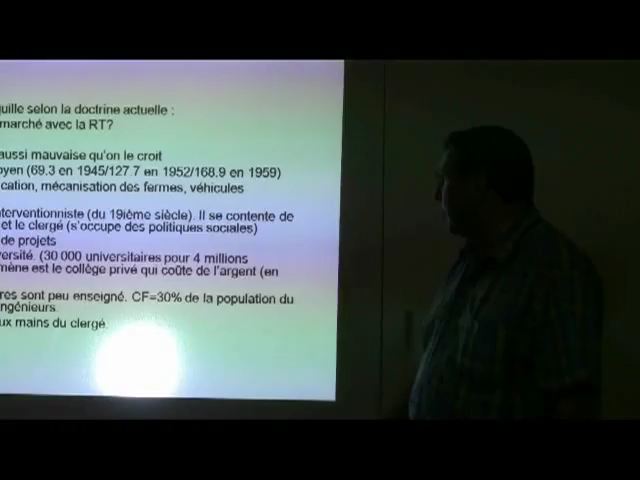 uille selon la doctrine actuelle :
marché avec la RT?
aussi mauvaise qu'on le croit
oyen (69.3 en 1945/127.7 en 1952/168.9 en 1959)
cation, mécanisation des fermes, véhicules
terventionniste (du 19ième siècle). Il se contente de
et le clergé (s'occupe des politiques sociales)
de projets
versité. (30 000 universitaires pour 4 millions
mène est le collège privé qui coûte de l'argent (en
res sont peu enseigné. CF=30% de la population du
ngénieurs.
ux mains du clergé.